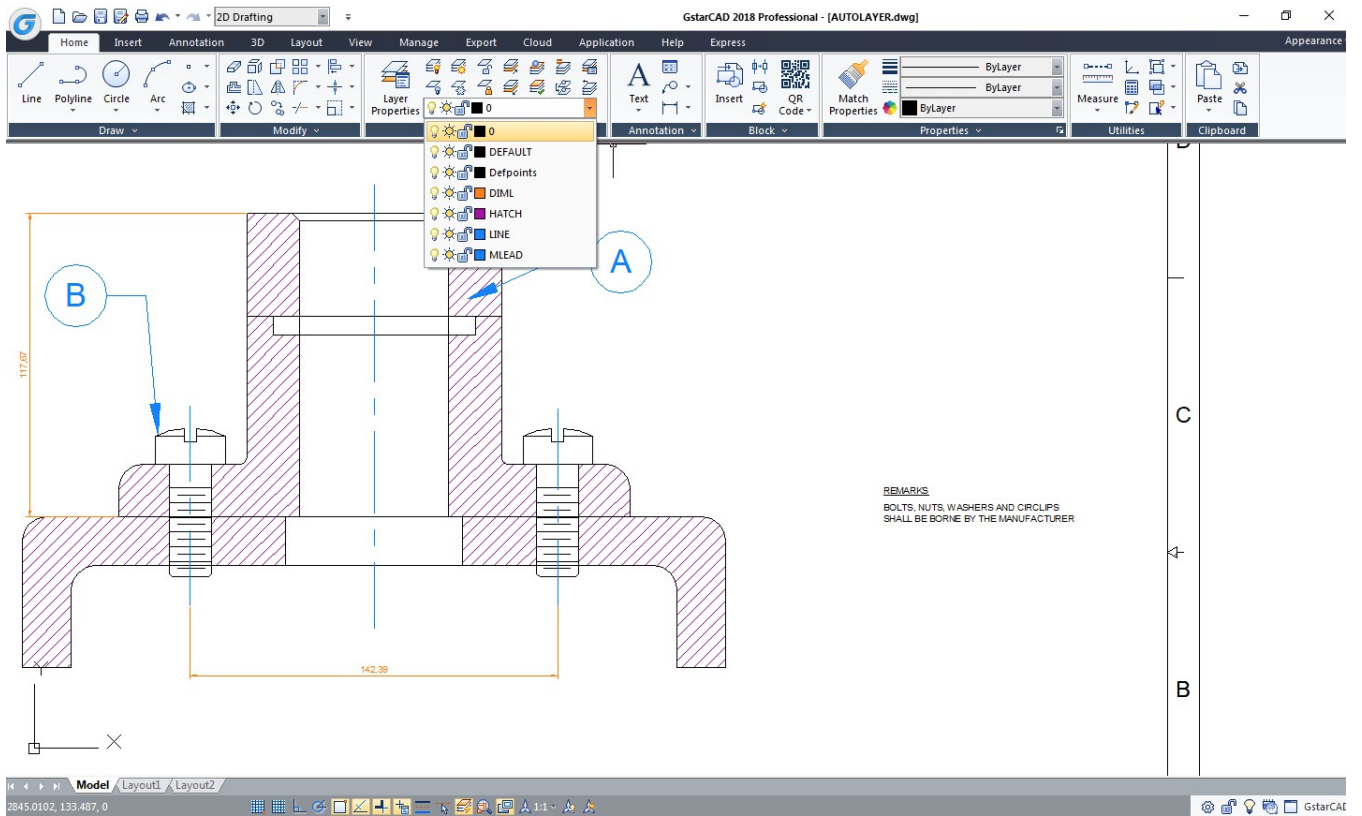 2D Drafting
GstarCAD 2018 Professional - [AUTOLAYER.dwg]
Home Insert Annotation 3D Layout View Manage Export Cloud Application Help Express
Appearance
Line Polyline Circle Arc
Layer Properties
0
Text
Insert
QR Code
Match Properties
ByLayer
ByLayer
ByLayer
Measure
Paste
Draw
Modify
Annotation
Block
Properties
Utilities
Clipboard
0
DEFAULT
Defpoints
DIML
HATCH
LINE
MLEAD
A
B
117,67
142,39
REMARKS
BOLTS, NUTS, WASHERS AND CIRCLIPS
SHALL BE BORNE BY THE MANUFACTURER
D
C
B
Y
X
Model Layout1 Layout2
2845.0102, 133.487, 0
1:1
GstarCAD